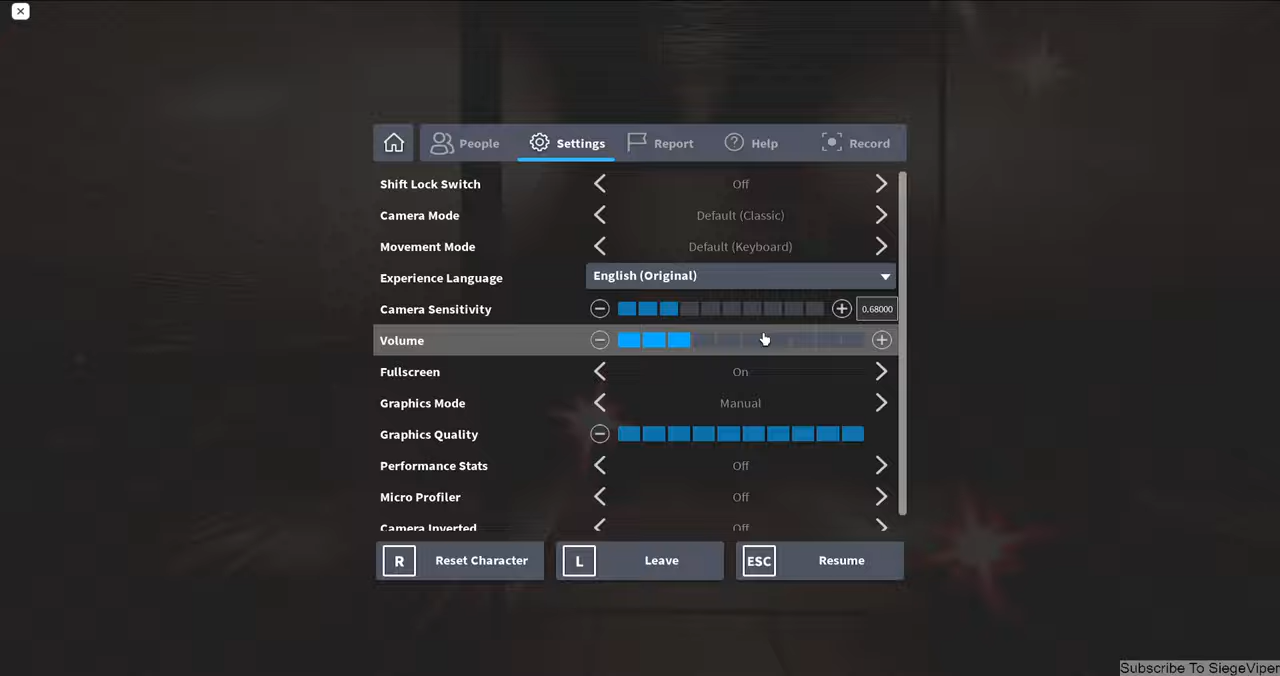 People
Settings
Report
Help
Record
Shift Lock Switch
Off
Camera Mode
Default (Classic)
Movement Mode
Default (Keyboard)
Experience Language
English (Original)
Camera Sensitivity
0.68000
Volume
Fullscreen
On
Graphics Mode
Manual
Graphics Quality
Performance Stats
Off
Micro Profiler
Off
Camera Inverted
Off
R
Reset Character
L
Leave
ESC
Resume
Subscribe To SiegeViper